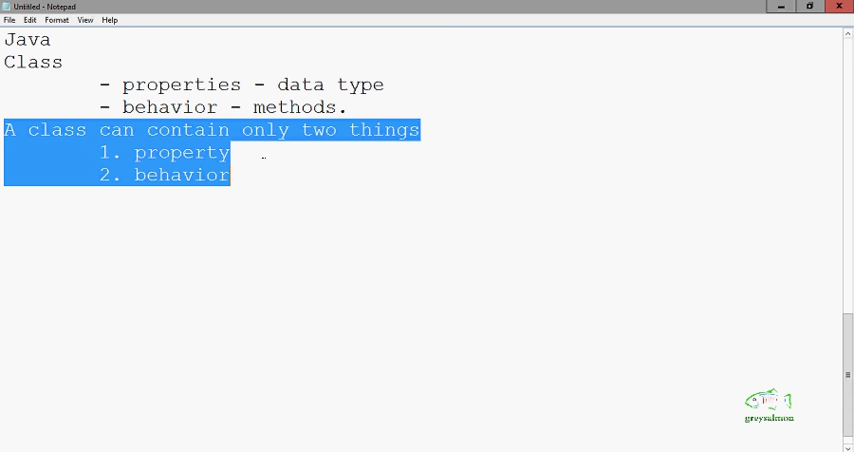 Untitled - Notepad
File Edit Format View Help
Java
Class
- properties - data type
- behavior - methods.
A class can contain only two things
1. property
2. behavior
greysalmon